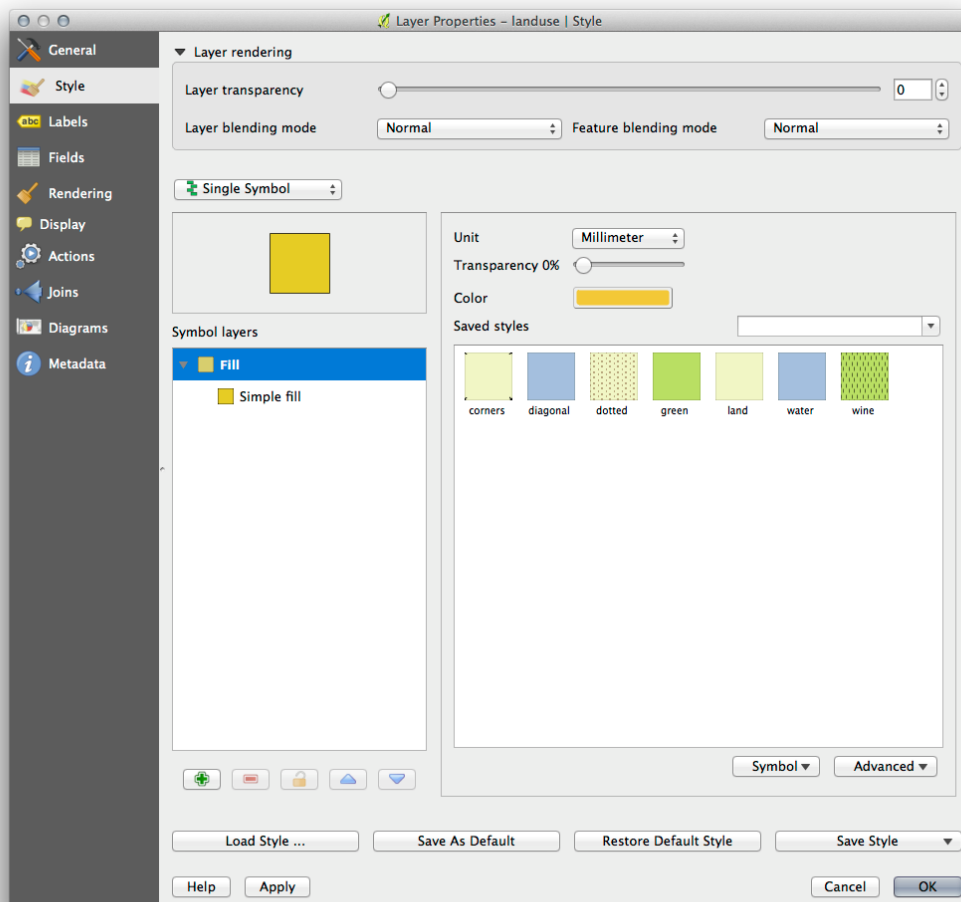 Layer Properties – landuse | Style
General
Style
abc Labels
Fields
Rendering
Display
Actions
Joins
Diagrams
Metadata
Layer rendering
Layer transparency 0
Layer blending mode Normal Feature blending mode Normal
Single Symbol
Unit Millimeter
Transparency 0%
Color
Saved styles
Symbol layers
Fill
Simple fill
corners diagonal dotted green land water wine
Symbol Advanced
Load Style ... Save As Default Restore Default Style Save Style
Help Apply Cancel OK